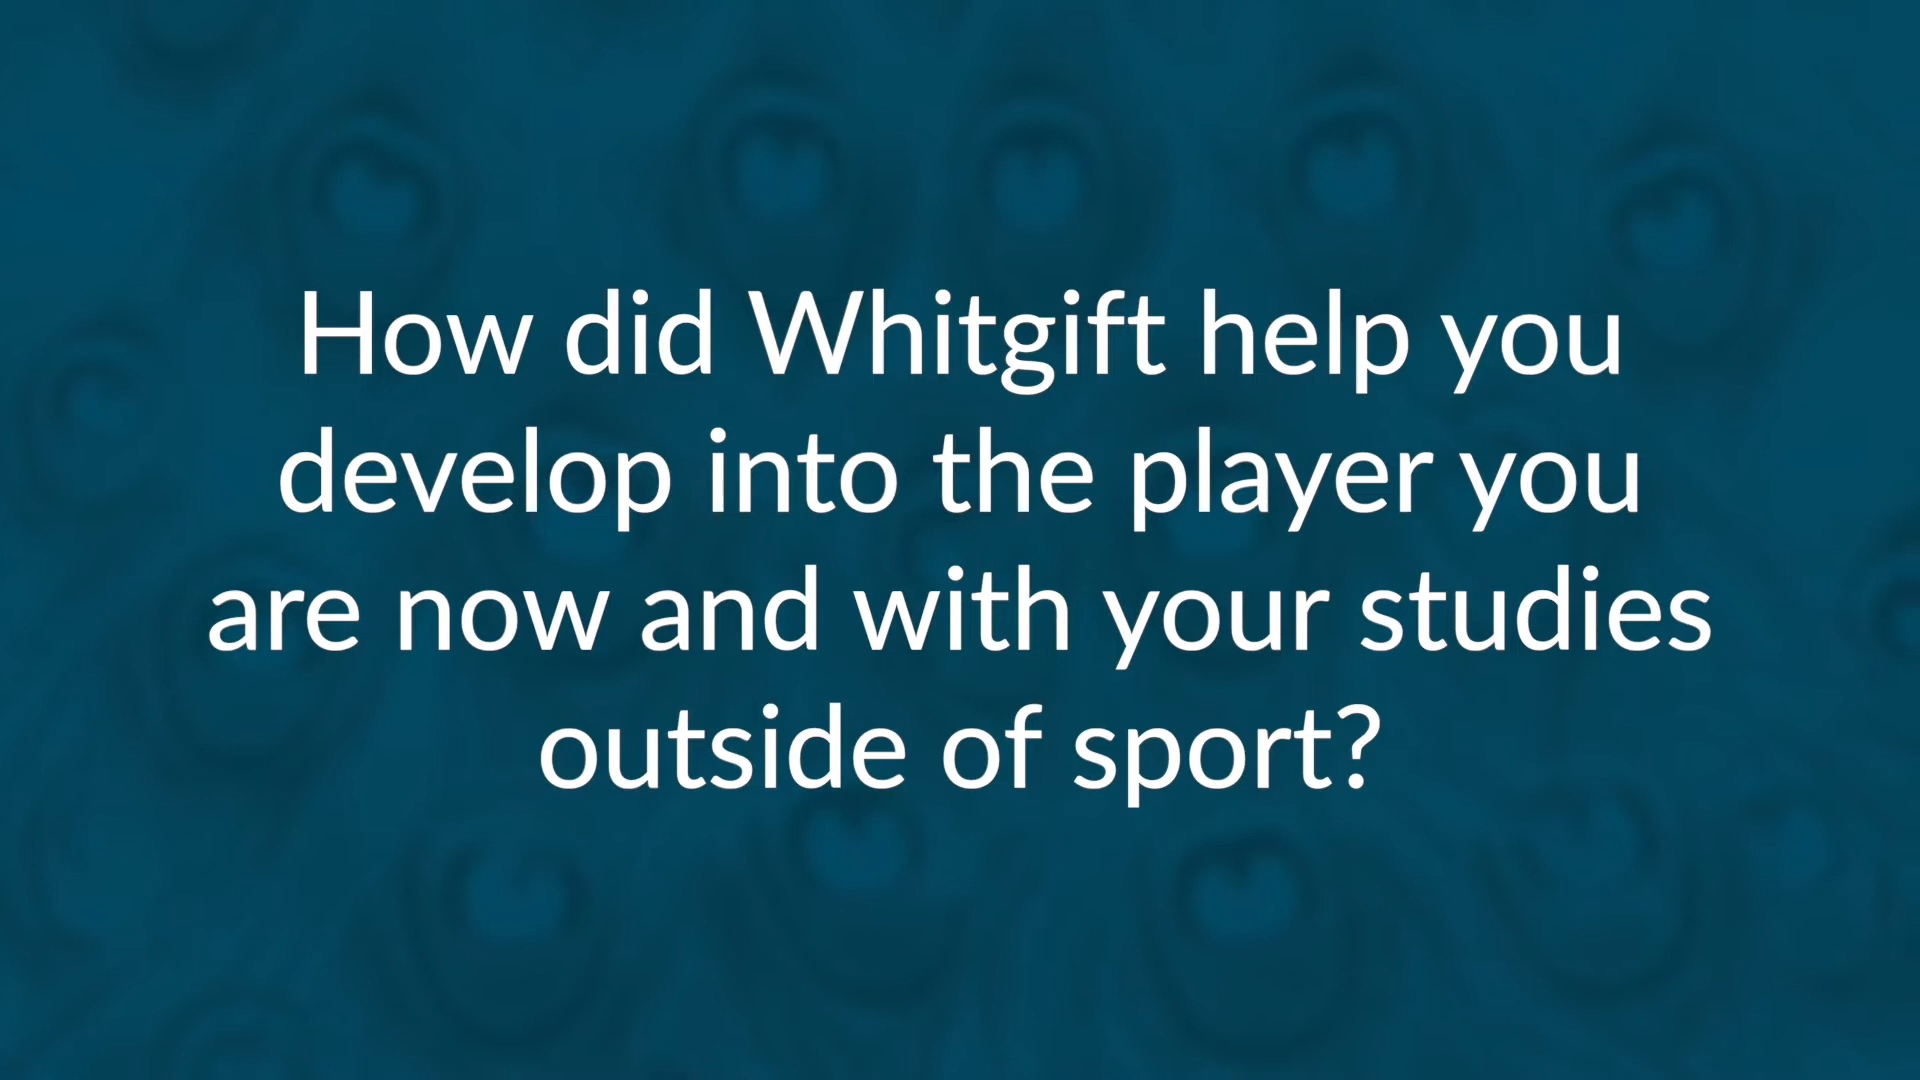 How did Whitgift help you
develop into the player you
are now and with your studies
outside of sport?